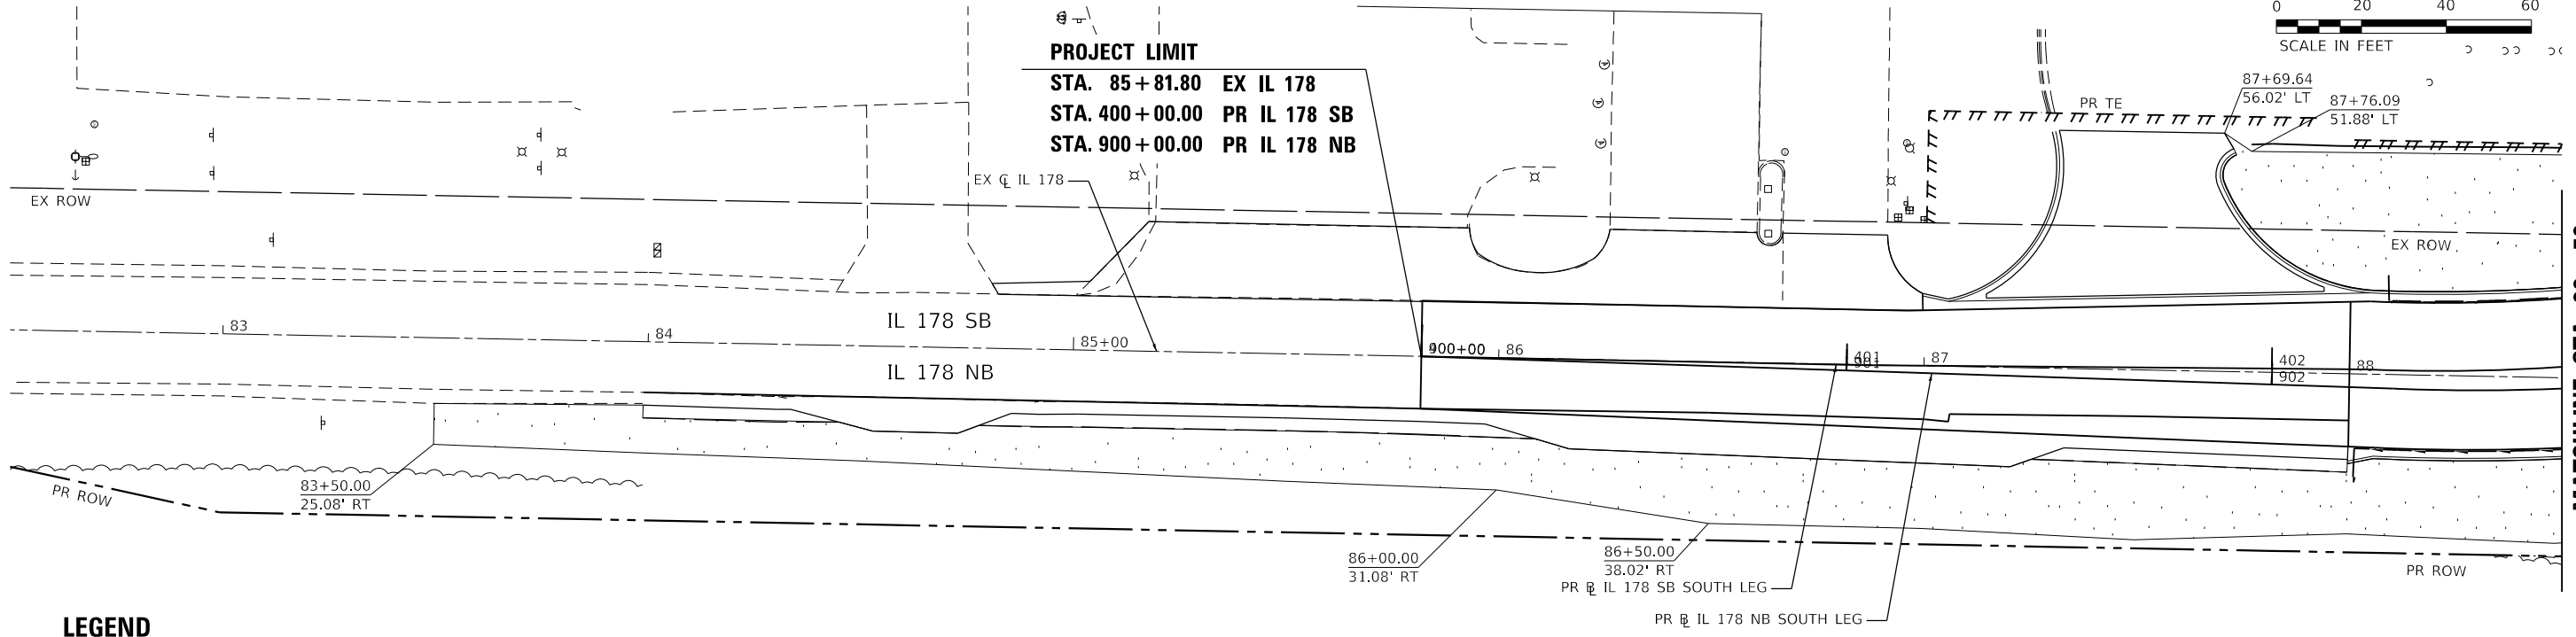 0 20 40 60
SCALE IN FEET
PROJECT LIMIT
STA. 85+81.80 EX IL 178
STA. 400+00.00 PR IL 178 SB
STA. 900+00.00 PR IL 178 NB
87+69.64
56.02' LT
87+76.09
51.88' LT
PR TE
EX ℄ IL 178
EX ROW
EX ROW
IL 178 SB
83
84
85+00
900+00
86
401
901
87
402
902
88
IL 178 NB
83+50.00
25.08' RT
PR ROW
86+00.00
31.08' RT
86+50.00
38.02' RT
PR ROW
PR BL IL 178 SB SOUTH LEG
PR BL IL 178 NB SOUTH LEG
LEGEND